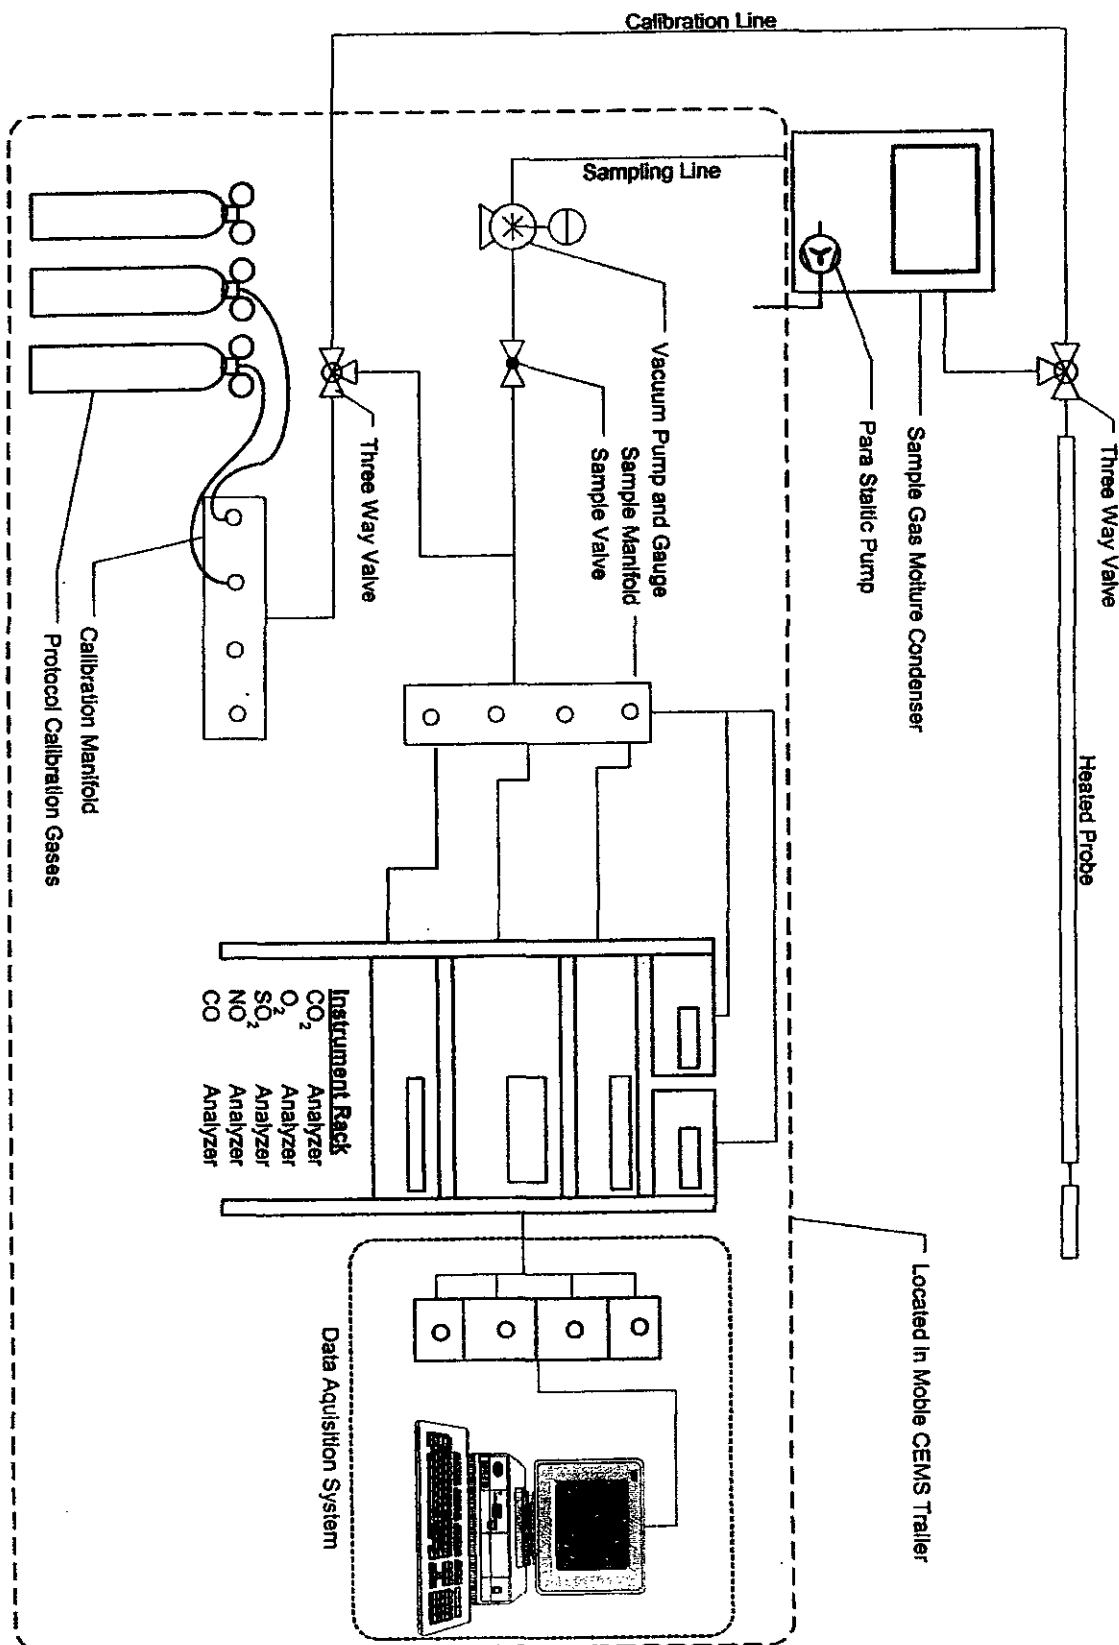 Calibration Line
Sampling Line
Three Way Valve
Heated Probe
Sample Gas Moiture Condenser
Para Staltic Pump
Located in Moble CEMS Trailer
Vacuum Pump and Gauge
Sample Manifold
Sample Valve
Three Way Valve
Calibration Manifold
Protocol Calibration Gases
Instrument Rack
CO₂ Analyzer
O₂ Analyzer
SO₂ Analyzer
NO₂ Analyzer
CO Analyzer
Data Aquisition System